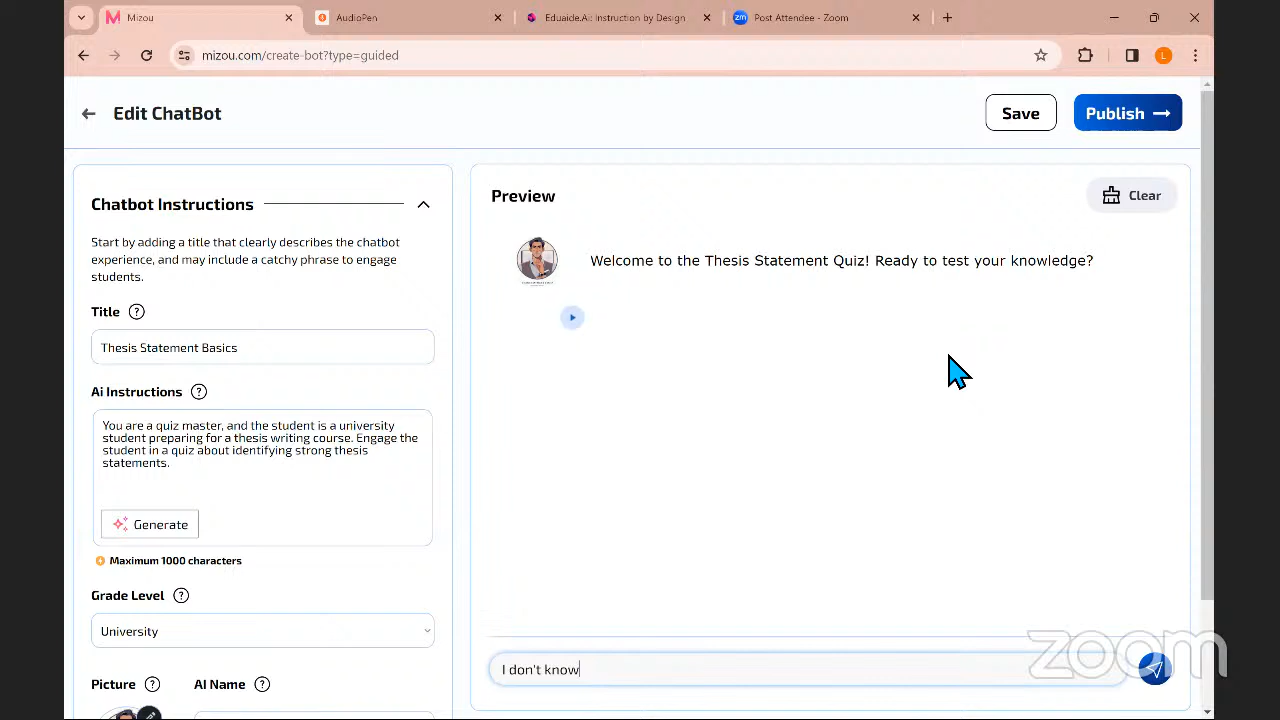 Mizou
AudioPen
Eduaide.Ai: Instruction by Design
zm
Post Attendee - Zoom
mizou.com/create-bot?type=guided
L
Edit ChatBot
Save
Publish
Chatbot Instructions
Start by adding a title that clearly describes the chatbot
experience, and may include a catchy phrase to engage
students.
Title ?
Thesis Statement Basics
Ai Instructions ?
You are a quiz master, and the student is a university
student preparing for a thesis writing course. Engage the
student in a quiz about identifying strong thesis
statements.
Generate
Maximum 1000 characters
Grade Level ?
University
Picture ?
AI Name ?
Preview
Clear
Welcome to the Thesis Statement Quiz! Ready to test your knowledge?
I don't know
zoom